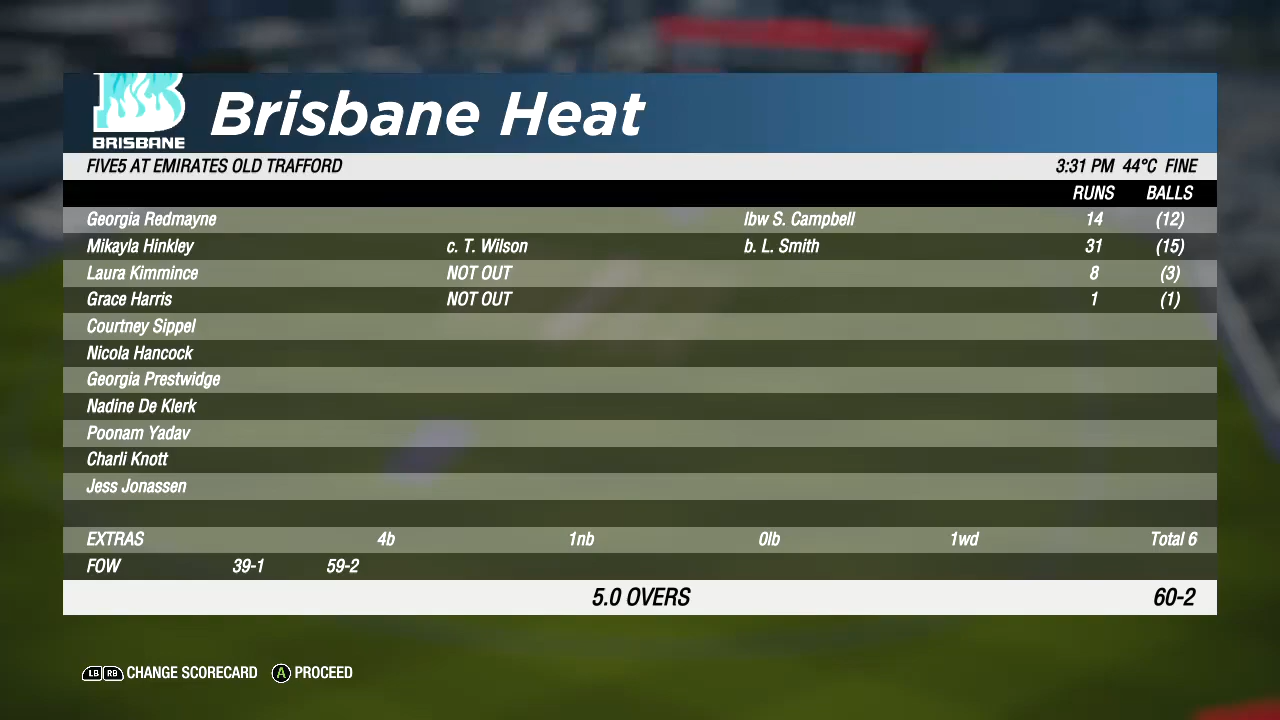 BRISBANE
Brisbane Heat
FIVE5 AT EMIRATES OLD TRAFFORD 3:31 PM 44°C FINE
RUNS BALLS
Georgia Redmayne lbw S. Campbell 14 (12)
Mikayla Hinkley c. T. Wilson b. L. Smith 31 (15)
Laura Kimmince NOT OUT 8 (3)
Grace Harris NOT OUT 1 (1)
Courtney Sippel
Nicola Hancock
Georgia Prestwidge
Nadine De Klerk
Poonam Yadav
Charli Knott
Jess Jonassen
EXTRAS 4b 1nb 0lb 1wd Total 6
FOW 39-1 59-2
5.0 OVERS 60-2
LB RB CHANGE SCORECARD A PROCEED